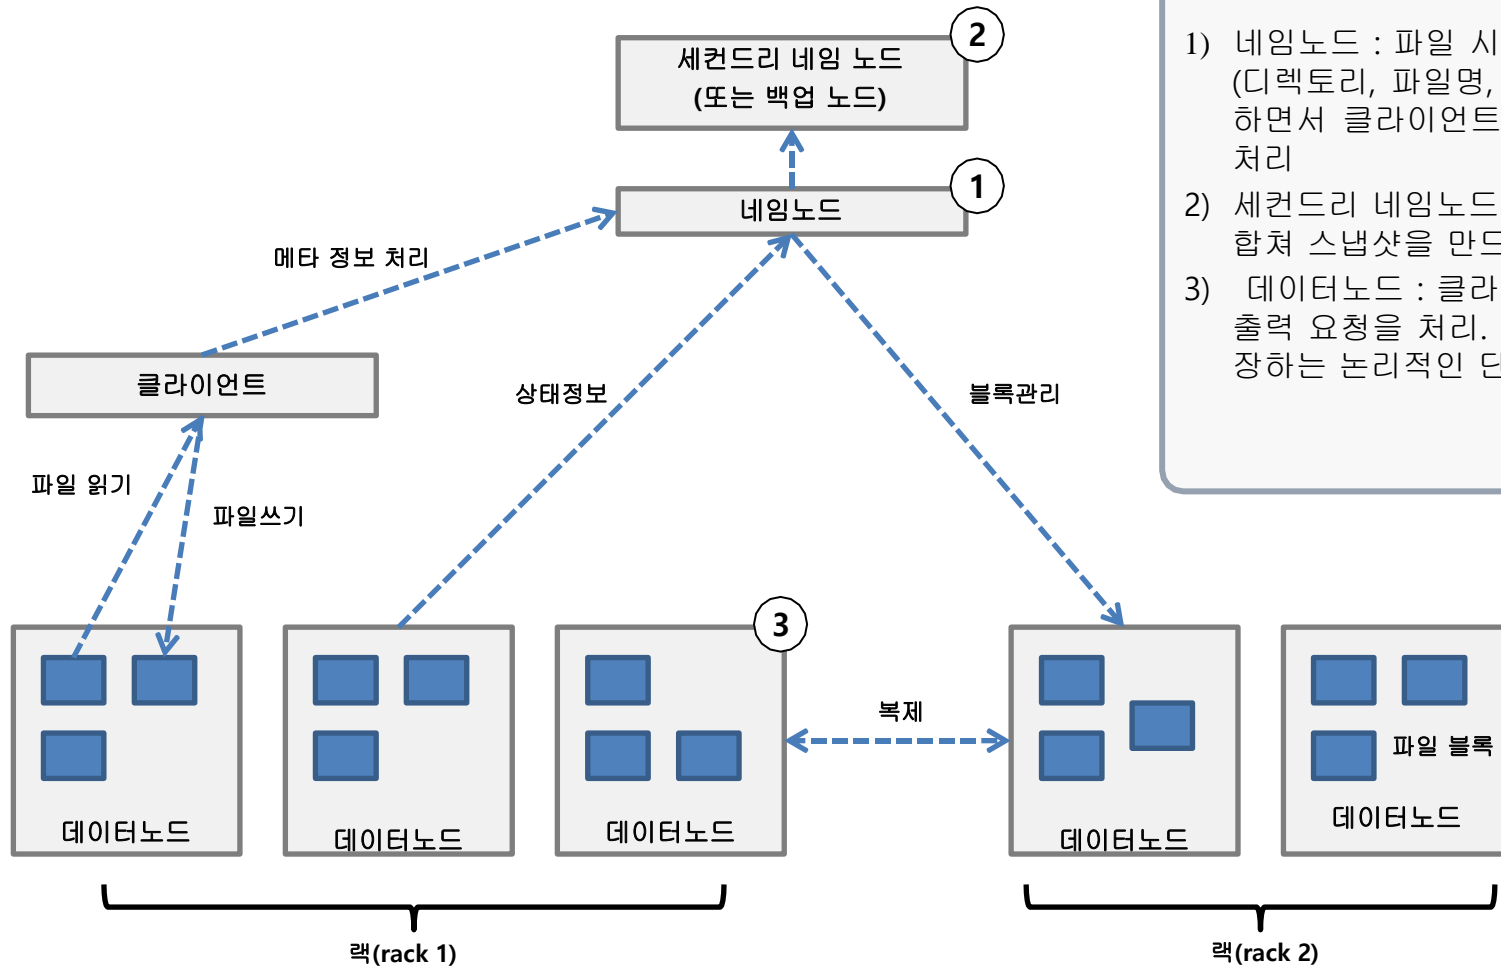 2
세컨드리 네임 노드
(또는 백업 노드)
1
네임노드
메타 정보 처리
클라이언트
상태정보
블록관리
파일 읽기
파일쓰기
3
복제
파일 블록
데이터노드
데이터노드
데이터노드
데이터노드
데이터노드
랙(rack 1)
랙(rack 2)
1) 네임노드 : 파일 시
(디렉토리, 파일명,
하면서 클라이언트
처리
2) 세컨드리 네임노드
합쳐 스냅샷을 만드
3) 데이터노드 : 클라
출력 요청을 처리.
장하는 논리적인 단